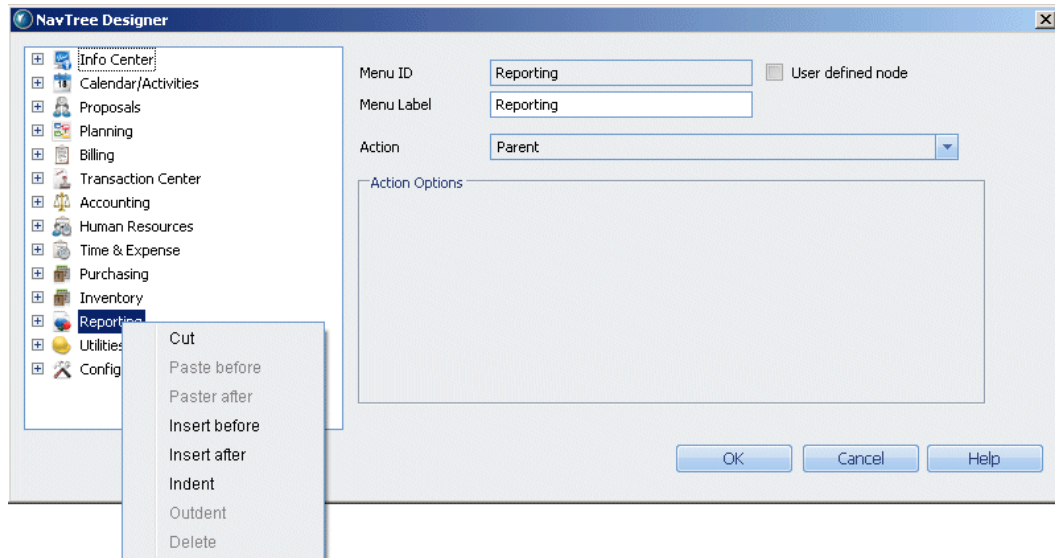 NavTree Designer
Info Center
Calendar/Activities
Proposals
Planning
Billing
Transaction Center
Accounting
Human Resources
Time & Expense
Purchasing
Inventory
Reporting
Utilities
Config
Cut
Paste before
Paster after
Insert before
Insert after
Indent
Outdent
Delete
Menu ID Reporting User defined node
Menu Label Reporting
Action Parent
Action Options
OK Cancel Help